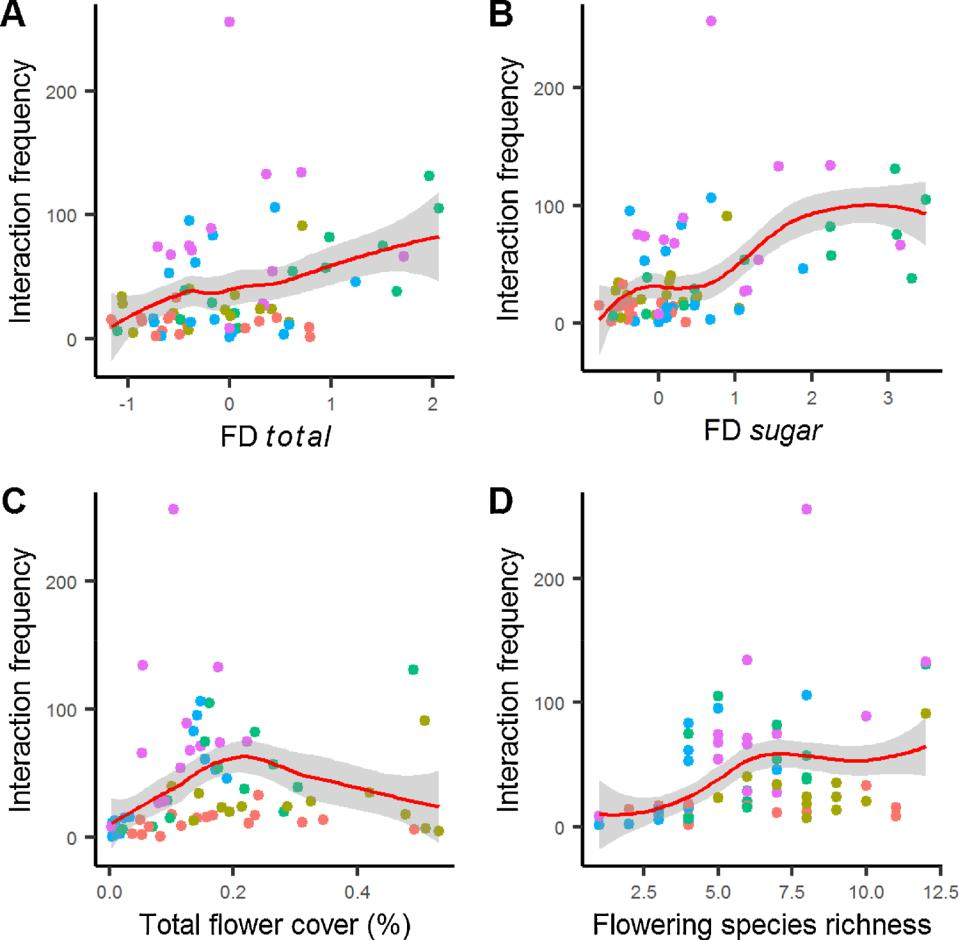 A
Interaction frequency
200
100
0
-1
0
1
2
FD total
B
Interaction frequency
200
100
0
0
1
2
3
FD sugar
C
Interaction frequency
200
100
0
0.0
0.2
0.4
Total flower cover (%)
D
Interaction frequency
200
100
0
2.5
5.0
7.5
10.0
12.5
Flowering species richness